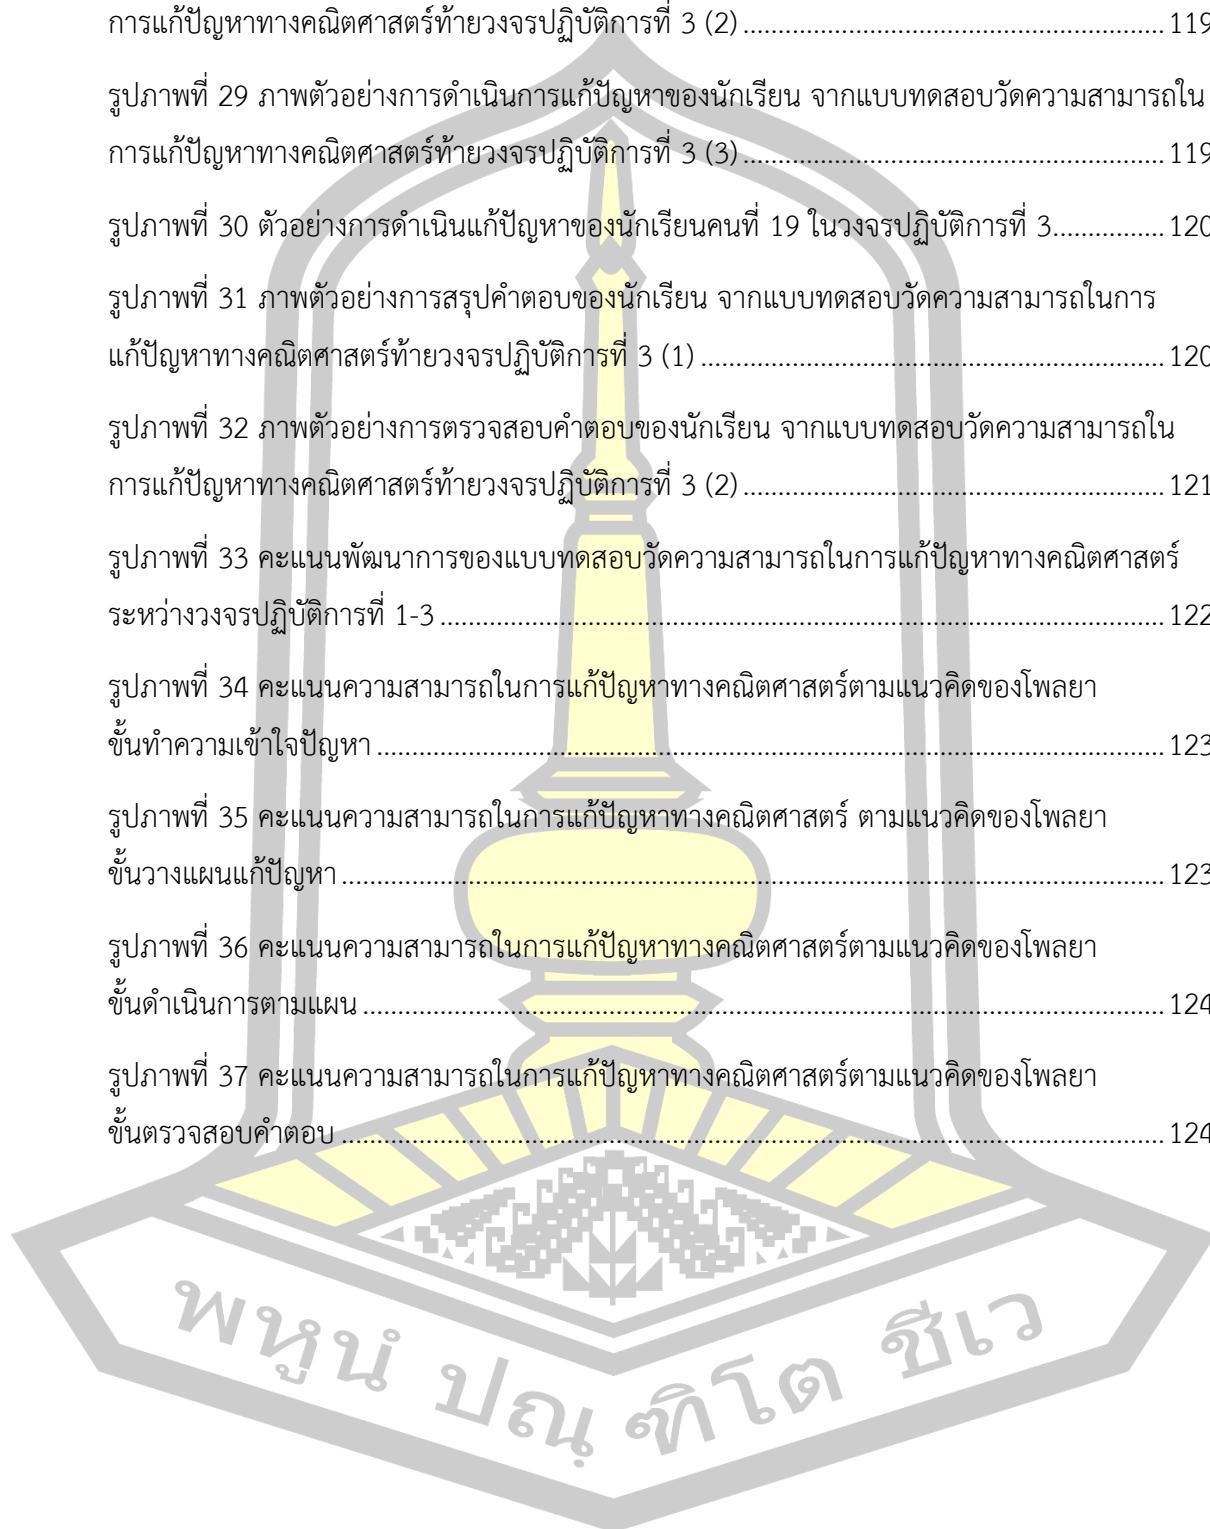 การแก้ปัญหาทางคณิตศาสตร์ท้ายวงจรปฏิบัติการที่ 3 (2) ........................................................ 119
รูปภาพที่ 29 ภาพตัวอย่างการดำเนินการแก้ปัญหาของนักเรียน จากแบบทดสอบวัดความสามารถใน
การแก้ปัญหาทางคณิตศาสตร์ท้ายวงจรปฏิบัติการที่ 3 (3) ........................................................ 119
รูปภาพที่ 30 ตัวอย่างการดำเนินแก้ปัญหาของนักเรียนคนที่ 19 ในวงจรปฏิบัติการที่ 3............... 120
รูปภาพที่ 31 ภาพตัวอย่างการสรุปคำตอบของนักเรียน จากแบบทดสอบวัดความสามารถในการ
แก้ปัญหาทางคณิตศาสตร์ท้ายวงจรปฏิบัติการที่ 3 (1) .............................................................. 120
รูปภาพที่ 32 ภาพตัวอย่างการตรวจสอบคำตอบของนักเรียน จากแบบทดสอบวัดความสามารถใน
การแก้ปัญหาทางคณิตศาสตร์ท้ายวงจรปฏิบัติการที่ 3 (2) ........................................................ 121
รูปภาพที่ 33 คะแนนพัฒนาการของแบบทดสอบวัดความสามารถในการแก้ปัญหาทางคณิตศาสตร์
ระหว่างวงจรปฏิบัติการที่ 1-3 ................................................................................................ 122
รูปภาพที่ 34 คะแนนความสามารถในการแก้ปัญหาทางคณิตศาสตร์ตามแนวคิดของโพลยา
ขั้นทำความเข้าใจปัญหา ......................................................................................................... 123
รูปภาพที่ 35 คะแนนความสามารถในการแก้ปัญหาทางคณิตศาสตร์ ตามแนวคิดของโพลยา
ขั้นวางแผนแก้ปัญหา .............................................................................................................. 123
รูปภาพที่ 36 คะแนนความสามารถในการแก้ปัญหาทางคณิตศาสตร์ตามแนวคิดของโพลยา
ขั้นดำเนินการตามแผน ........................................................................................................... 124
รูปภาพที่ 37 คะแนนความสามารถในการแก้ปัญหาทางคณิตศาสตร์ตามแนวคิดของโพลยา
ขั้นตรวจสอบคำตอบ .............................................................................................................. 124
พหูนํ ปณฺฑิโต ชีเว